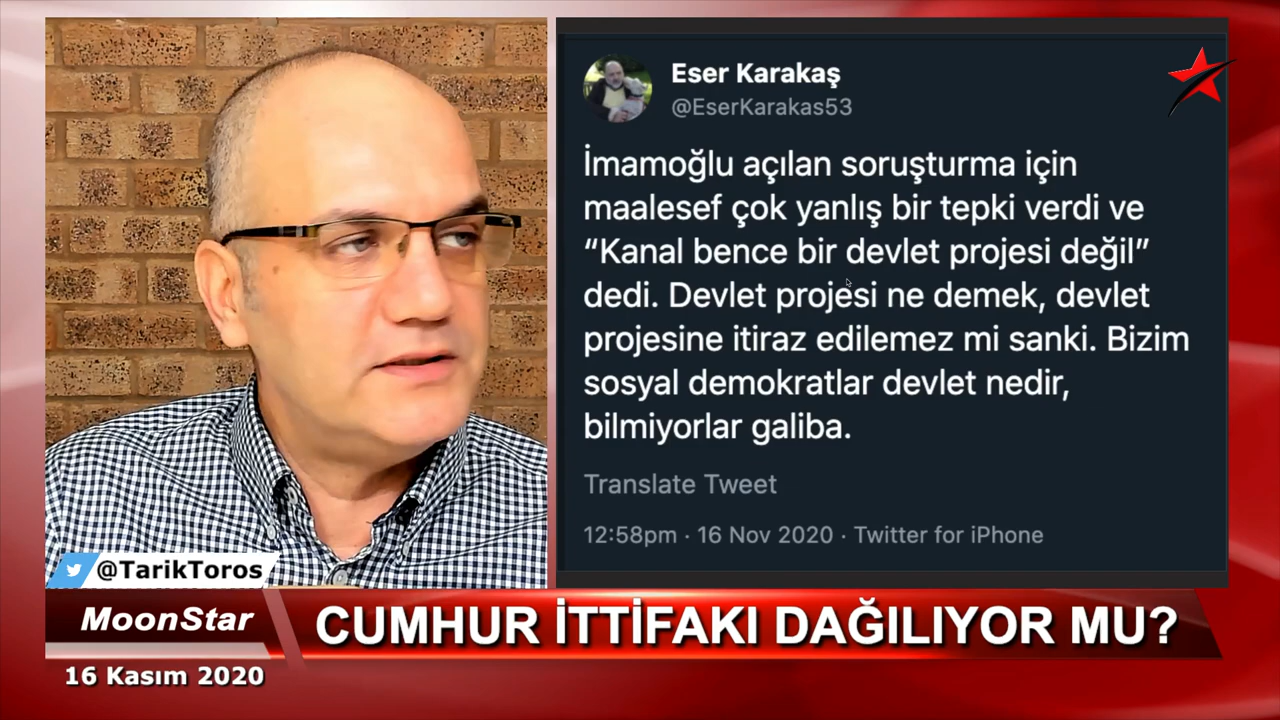 Eser Karakaş
@EserKarakas53
İmamoğlu açılan soruşturma için
maalesef çok yanlış bir tepki verdi ve
“Kanal bence bir devlet projesi değil”
dedi. Devlet projesi ne demek, devlet
projesine itiraz edilemez mi sanki. Bizim
sosyal demokratlar devlet nedir,
bilmiyorlar galiba.
Translate Tweet
12:58pm · 16 Nov 2020 · Twitter for iPhone
@TarikToros
MoonStar
CUMHUR İTTİFAKI DAĞILIYOR MU?
16 Kasım 2020